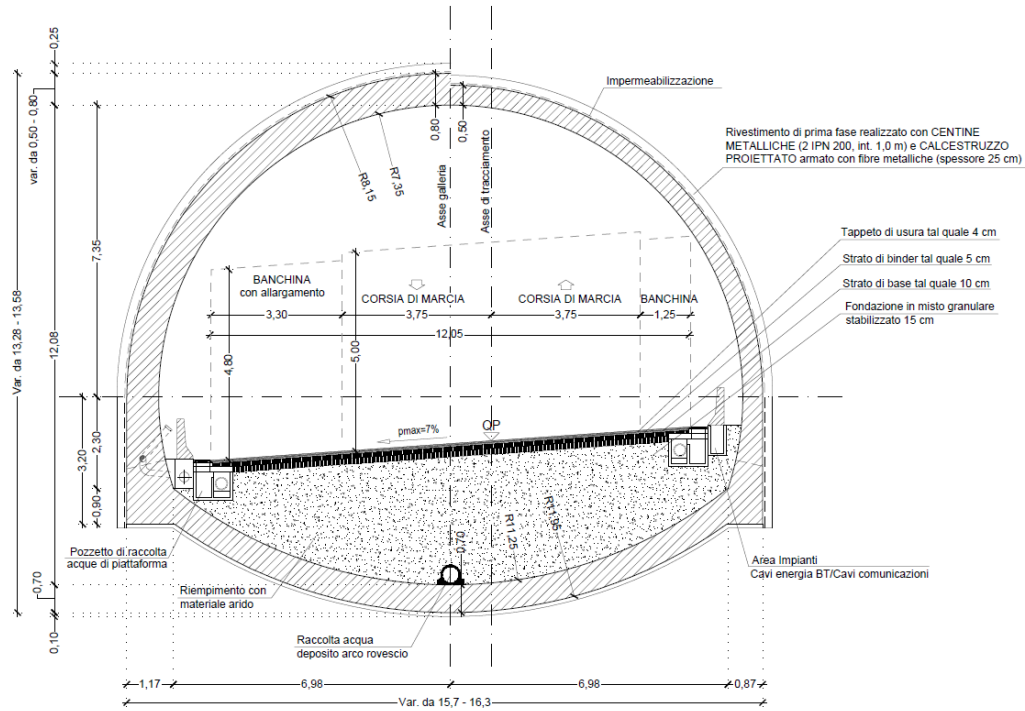 0,25
Var. da 13,28 - 13,58
var. da 0,50 - 0,80
7,35
12,08
3,20
2,30
0,90
0,70
0,10
0,80
0,50
R8,15
R7,35
Asse galleria
Asse di tracciamento
Impermeabilizzazione
Rivestimento di prima fase realizzato con CENTINE
METALLICHE (2 IPN 200, int. 1,0 m) e CALCESTRUZZO
PROIETTATO armato con fibre metalliche (spessore 25 cm)
Tappeto di usura tal quale 4 cm
Strato di binder tal quale 5 cm
Strato di base tal quale 10 cm
Fondazione in misto granulare
stabilizzato 15 cm
BANCHINA
con allargamento
CORSIA DI MARCIA
CORSIA DI MARCIA
BANCHINA
3,30
3,75
3,75
1,25
12,05
4,80
5,00
pmax=7%
QP
R11,25
R11,95
0,70
Pozzetto di raccolta
acque di piattaforma
Riempimento con
materiale arido
Raccolta acqua
deposito arco rovescio
Area Impianti
Cavi energia BT/Cavi comunicazioni
1,17
6,98
6,98
0,87
Var. da 15,7 - 16,3